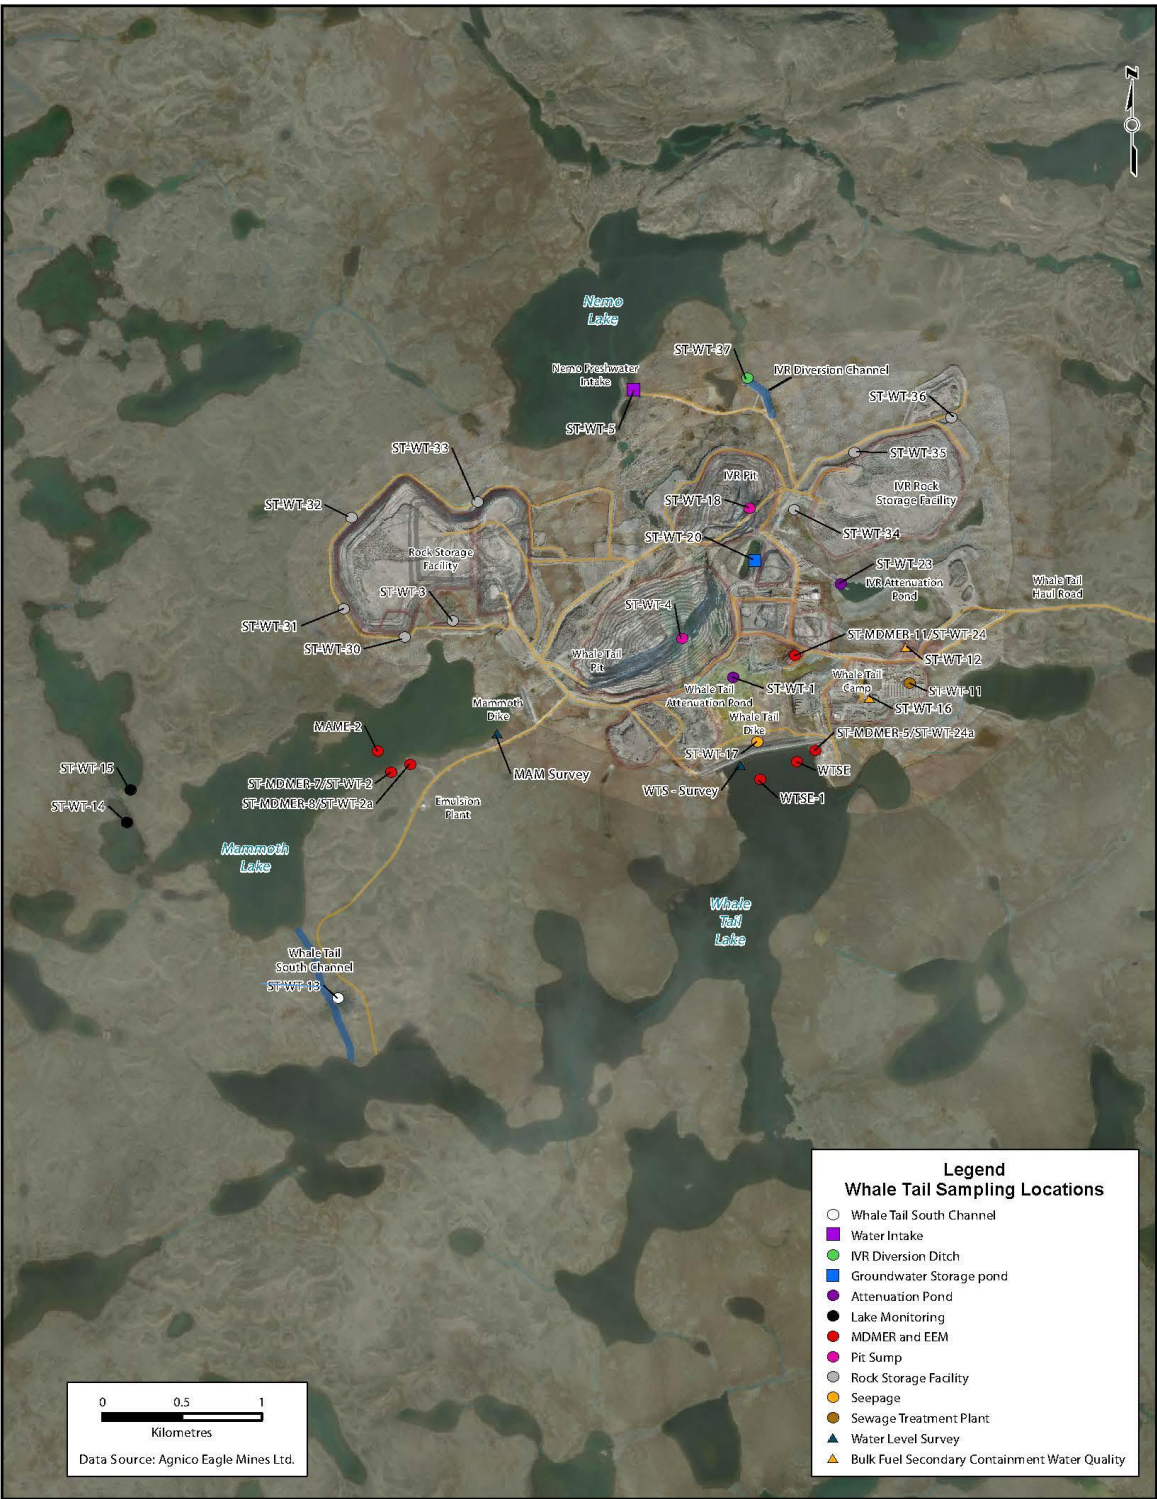 N
Nemo
Lake
ST-WT-37
Nemo Freshwater
Intake
IVR Diversion Channel
ST-WT-36
ST-WT-5
ST-WT-33
ST-WT-35
IVR Pit
IVR Rock
Storage Facility
ST-WT-32
ST-WT-18
ST-WT-34
ST-WT-20
Rock Storage
Facility
ST-WT-23
IVR Attenuation
Pond
Whale Tail
Haul Road
ST-WT-3
ST-WT-4
ST-WT-31
ST-MDMER-11/ST-WT-24
ST-WT-30
Whale Tail
Pit
ST-WT-12
Whale Tail
Camp
ST-WT-1
ST-WT-11
Whale Tail
Attenuation Pond
ST-WT-16
Mammoth
Dike
Whale Tail
Dike
MAME-2
ST-MDMER-5/ST-WT-24a
ST-WT-17
ST-WT-15
MAM Survey
WTSE
ST-MDMER-7/ST-WT-2
WTS - Survey
WTSE-1
ST-MDMER-8/ST-WT-2a
ST-WT-14
Emulsion
Plant
Mammoth
Lake
Whale
Tail
Lake
Whale Tail
South Channel
ST-WT-13
Legend
Whale Tail Sampling Locations
Whale Tail South Channel
Water Intake
IVR Diversion Ditch
Groundwater Storage pond
Attenuation Pond
Lake Monitoring
MDMER and EEM
Pit Sump
Rock Storage Facility
Seepage
Sewage Treatment Plant
Water Level Survey
Bulk Fuel Secondary Containment Water Quality
0 0.5 1
Kilometres
Data Source: Agnico Eagle Mines Ltd.